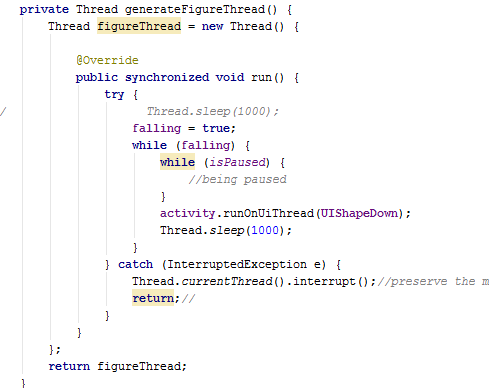 private Thread generateFigureThread() {
    Thread figureThread = new Thread() {

        @Override
        public synchronized void run() {
            try {
/                 Thread.sleep(1000);
                falling = true;
                while (falling) {
                    while (isPaused) {
                        //being paused
                    }
                    activity.runOnUiThread(UIShapeDown);
                    Thread.sleep(1000);
                }
            } catch (InterruptedException e) {
                Thread.currentThread().interrupt();//preserve the m
                return;//
            }
        }
    };
    return figureThread;
}